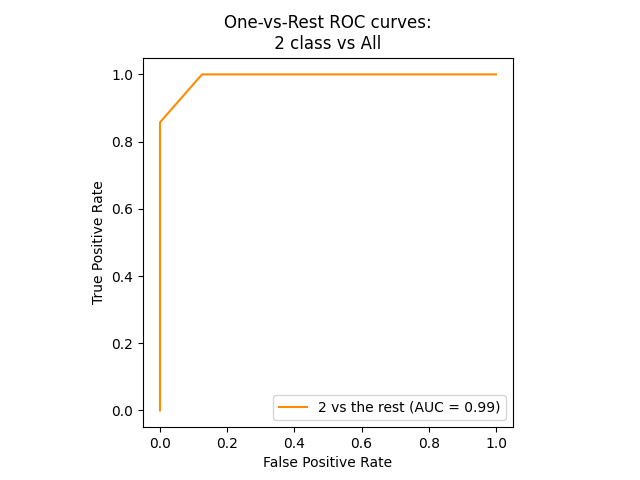 One-vs-Rest ROC curves:
2 class vs All
1.0
0.8
0.6
0.4
0.2
0.0
True Positive Rate
2 vs the rest (AUC = 0.99)
0.0 0.2 0.4 0.6 0.8 1.0
False Positive Rate